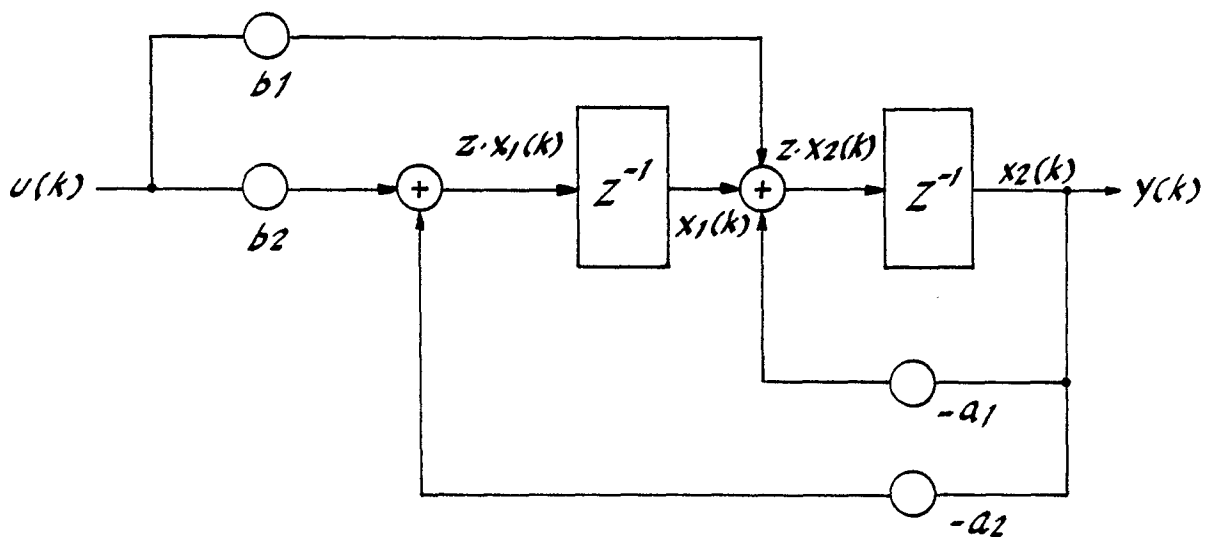 b1
z·x₁(k)
z⁻¹
z·x2(k)
z⁻¹
x2(k)
u(k)
+
+
y(k)
b2
x₁(k)
-a1
-a2